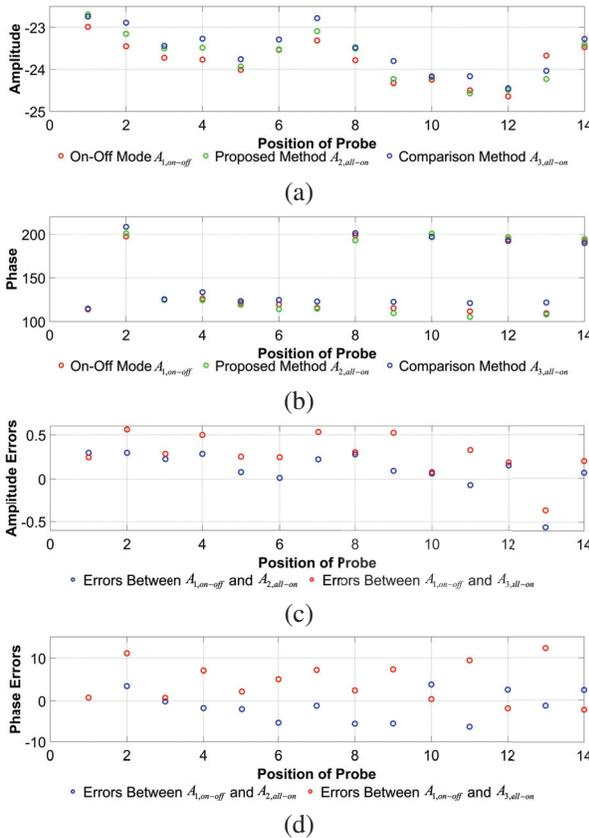 -23
-24
-25
Amplitude
0 2 4 6 8 10 12 14
Position of Probe
On-Off Mode A1,on-off Proposed Method A2,all-on Comparison Method A3,all-on
(a)
200
150
100
Phase
0 2 4 6 8 10 12 14
Position of Probe
On-Off Mode A1,on-off Proposed Method A2,all-on Comparison Method A3,all-on
(b)
0.5
0
-0.5
Amplitude Errors
0 2 4 6 8 10 12 14
Position of Probe
Errors Between A1,on-off and A2,all-on Errors Between A1,on-off and A3,all-on
(c)
10
0
-10
Phase Errors
0 2 4 6 8 10 12 14
Position of Probe
Errors Between A1,on-off and A2,all-on Errors Between A1,on-off and A3,all-on
(d)